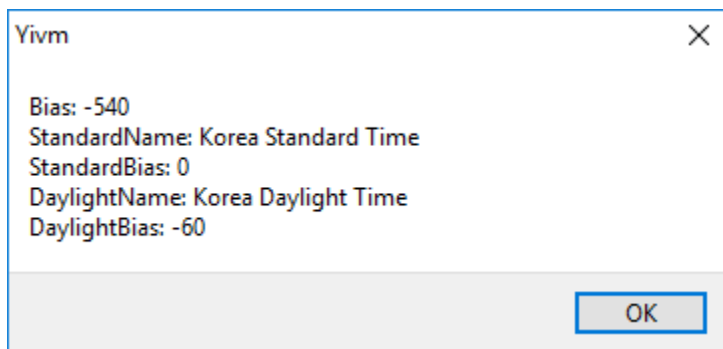 Yivm
Bias: -540
StandardName: Korea Standard Time
StandardBias: 0
DaylightName: Korea Daylight Time
DaylightBias: -60
OK